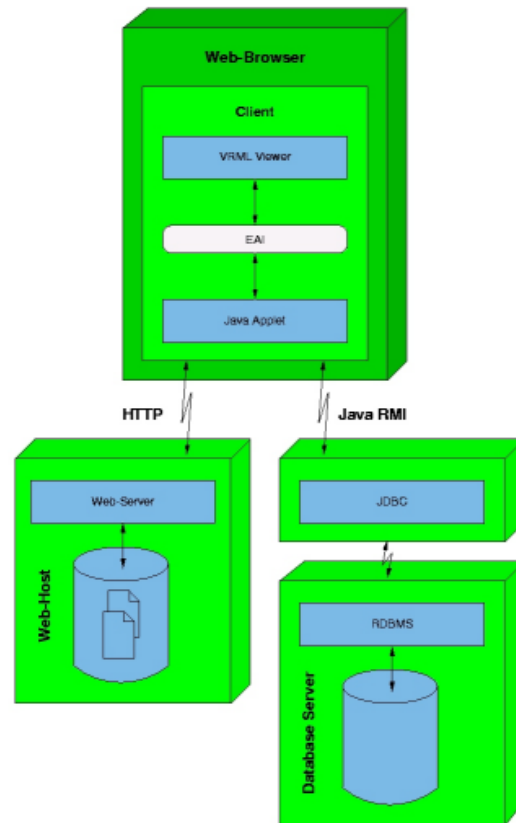 Web-Browser
Client
VRML Viewer
EAI
Java Applet
HTTP
Java RMI
Web-Server
Web-Host
JDBC
RDBMS
Database Server